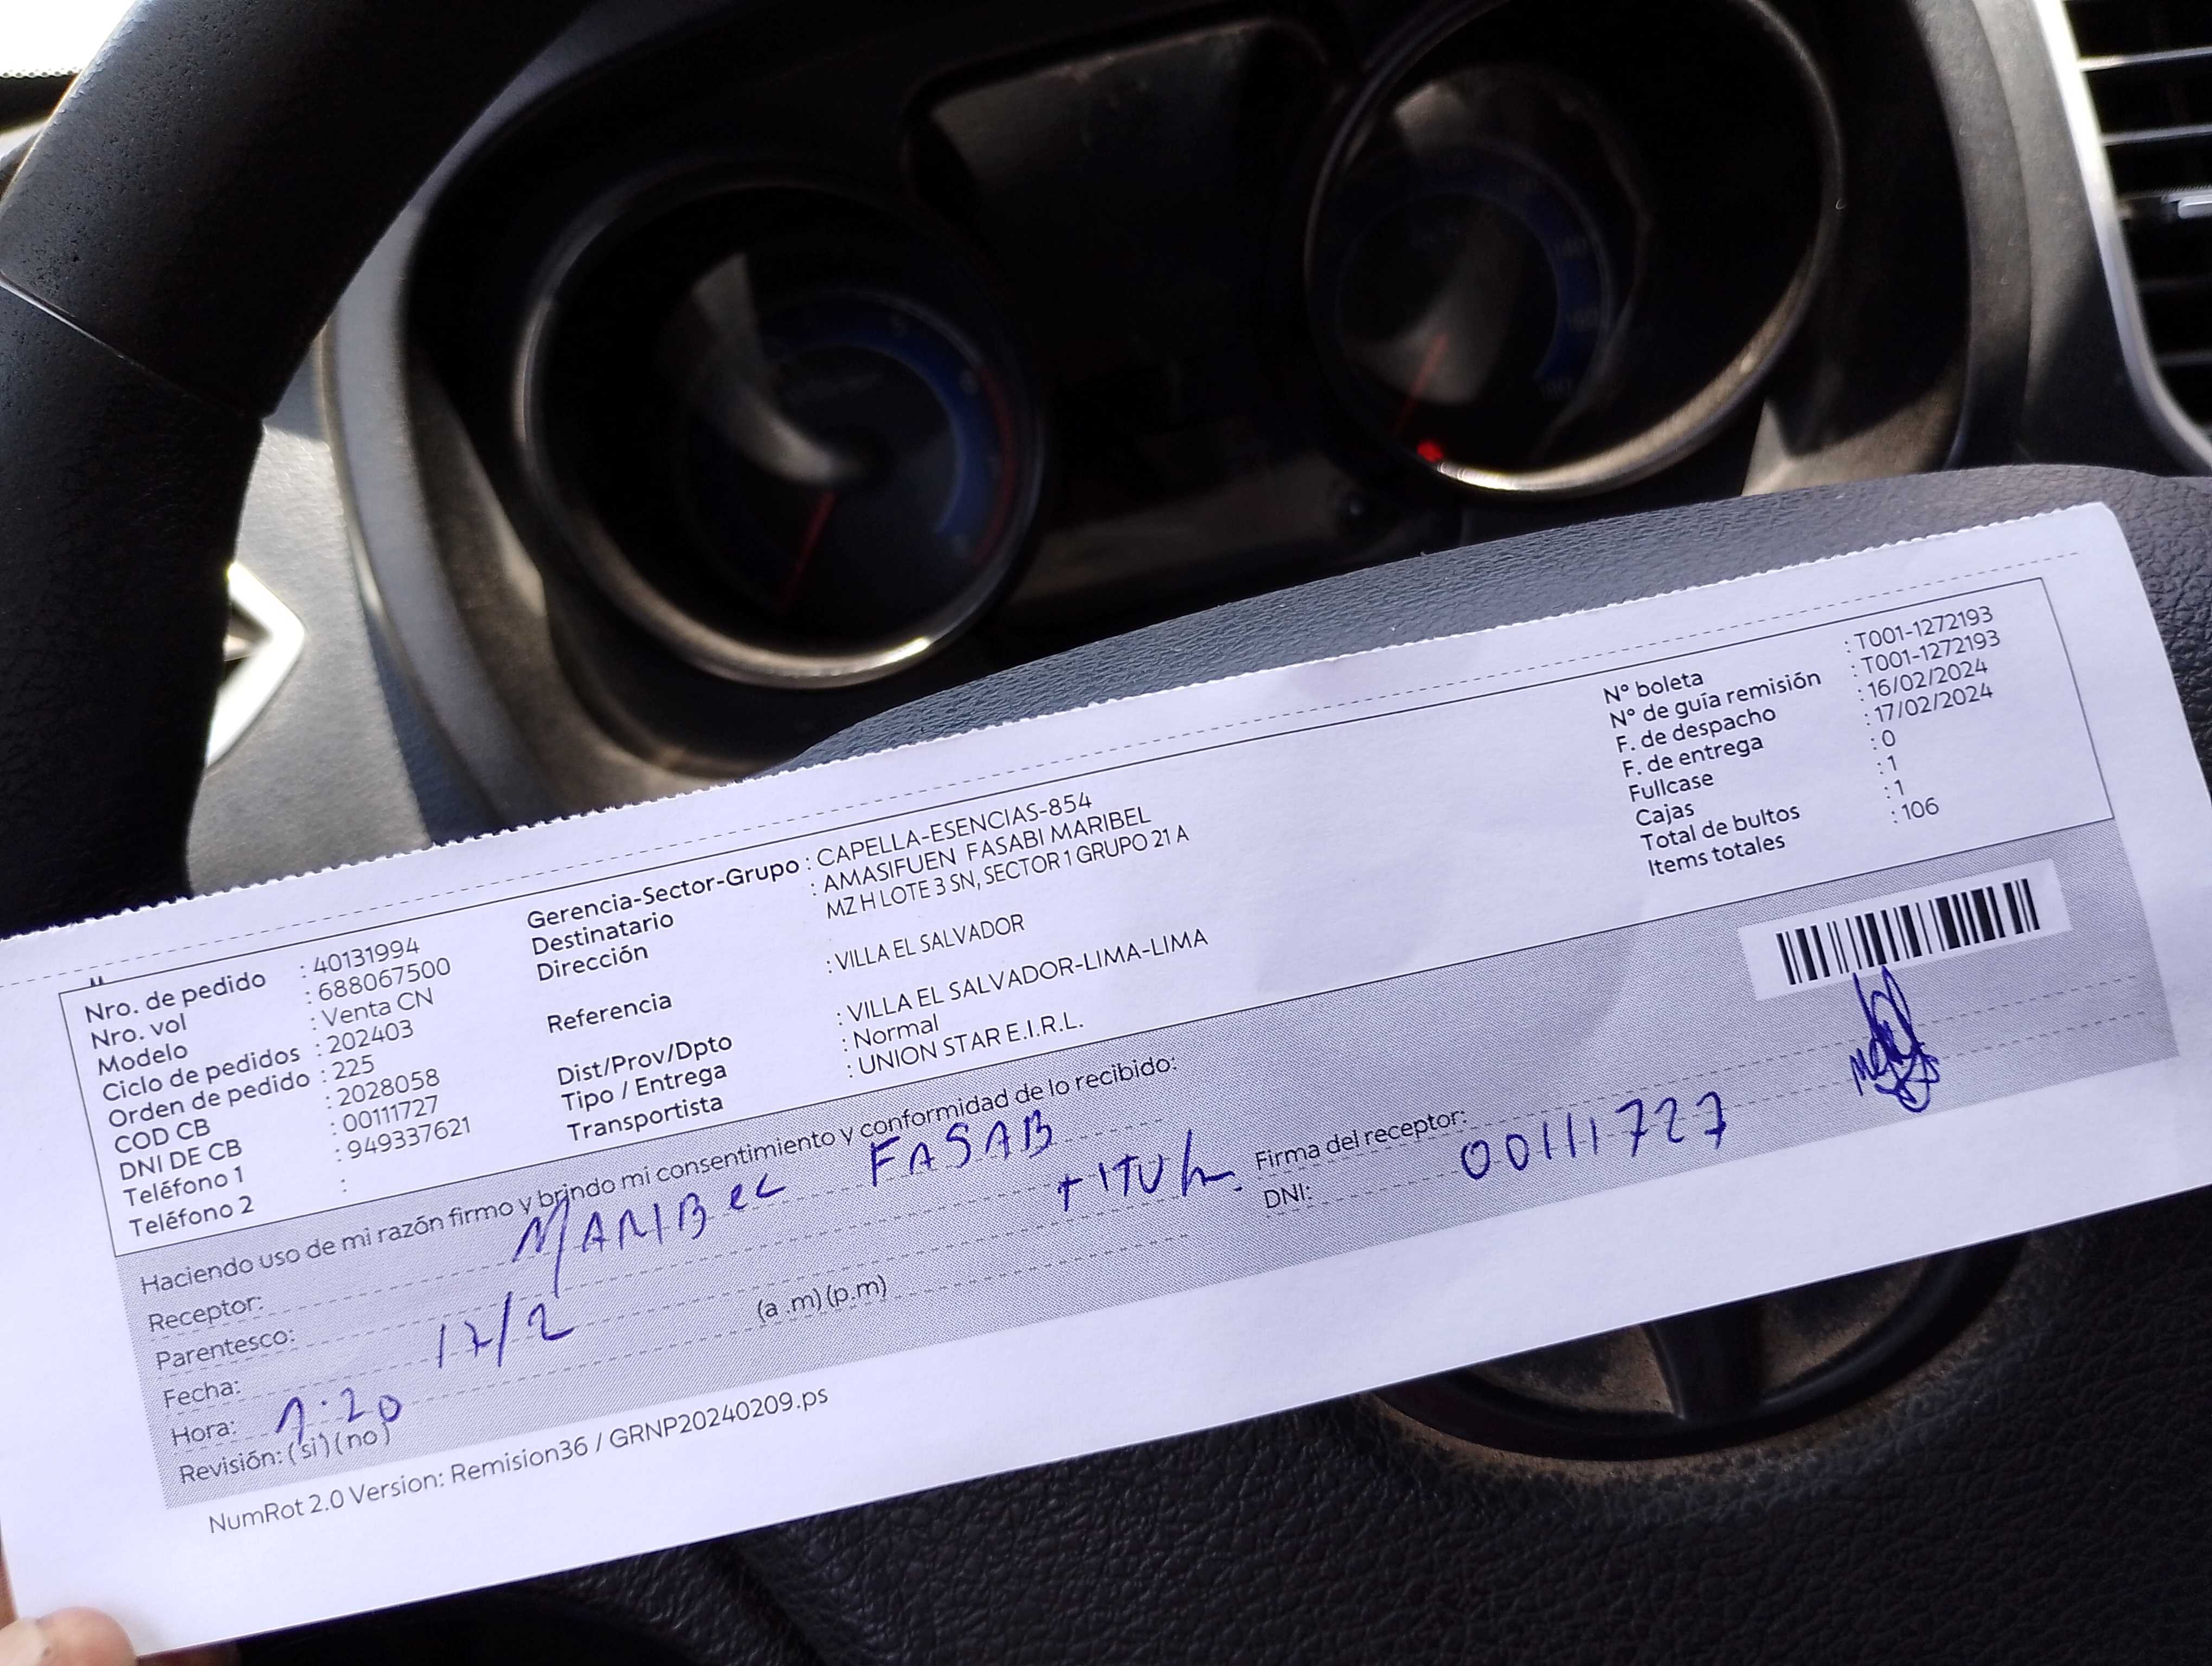 Nro. de pedido : 40131994
Nro. vol : 688067500
Modelo : Venta CN
Ciclo de pedidos : 202403
Orden de pedido : 225
COD CB : 2028058
DNI DE CB : 00111727
Teléfono 1 : 949337621
Teléfono 2 :
Gerencia-Sector-Grupo : CAPELLA-ESENCIAS-854
Destinatario : AMASIFUEN FASABI MARIBEL
Dirección MZ H LOTE 3 SN, SECTOR 1 GRUPO 21 A
: VILLA EL SALVADOR
Referencia
Dist/Prov/Dpto : VILLA EL SALVADOR-LIMA-LIMA
Tipo / Entrega : Normal
Transportista : UNION STAR E.I.R.L.
N° boleta : T001-1272193
N° de guía remisión : T001-1272193
F. de despacho : 16/02/2024
F. de entrega : 17/02/2024
Fullcase : 0
Cajas : 1
Total de bultos : 1
Items totales : 106
Haciendo uso de mi razón firmo y brindo mi consentimiento y conformidad de lo recibido:
Receptor: MARIBEL FASAB
Parentesco: TITU
Fecha: 17/2
Hora: 1:20 (a .m) (p.m)
Revisión: (si) (no)
Firma del receptor:
DNI: 00111727
NumRot 2.0 Version: Remision36 / GRNP20240209.ps